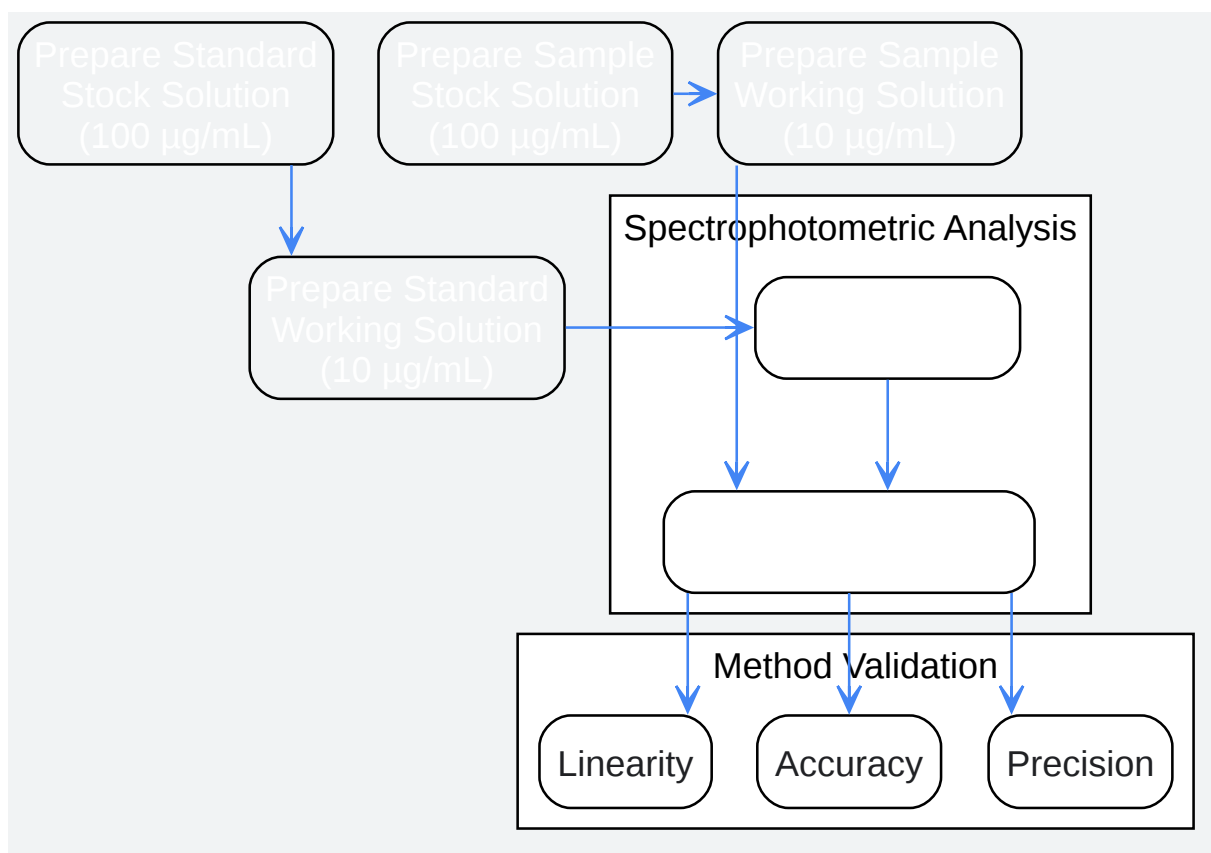 Prepare Standard
Stock Solution
(100 µg/mL)
Prepare Sample
Stock Solution
(100 µg/mL)
Prepare Sample
Working Solution
(10 µg/mL)
Spectrophotometric Analysis
Prepare Standard
Working Solution
(10 µg/mL)
Method Validation
Linearity
Accuracy
Precision